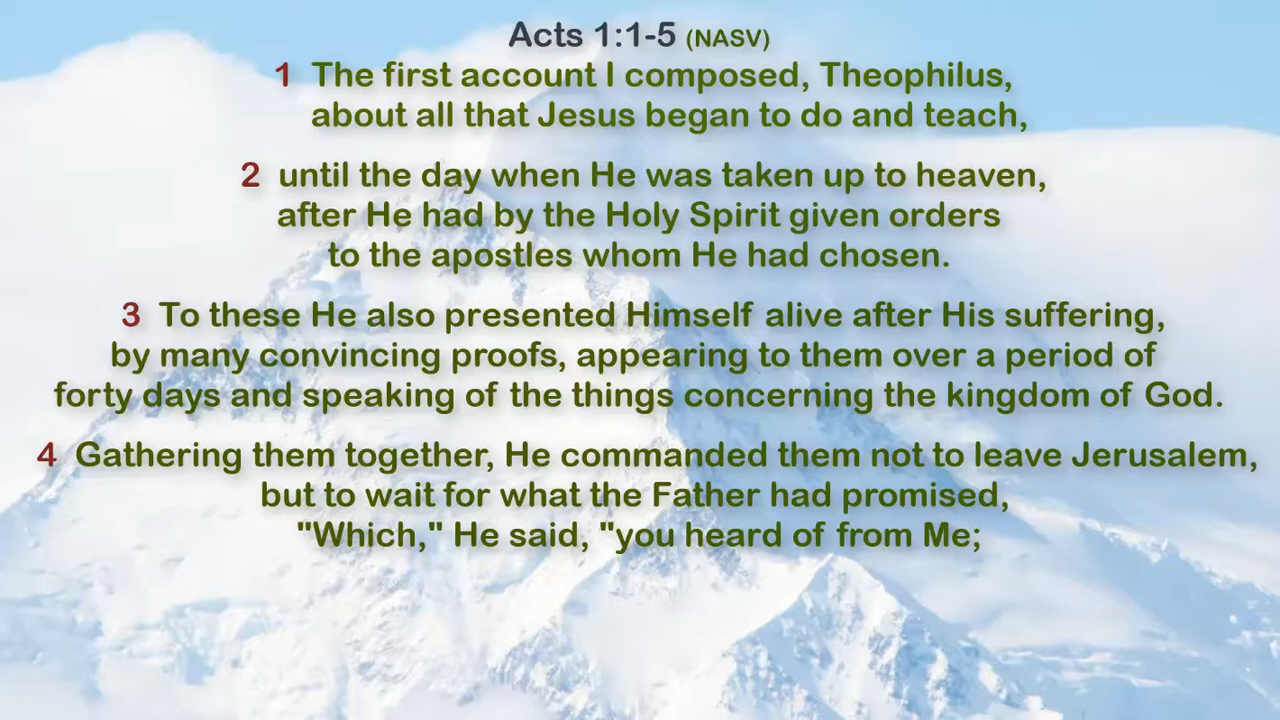 Acts 1:1-5 (NASV)
1 The first account I composed, Theophilus,
about all that Jesus began to do and teach,
2 until the day when He was taken up to heaven,
after He had by the Holy Spirit given orders
to the apostles whom He had chosen.
3 To these He also presented Himself alive after His suffering,
by many convincing proofs, appearing to them over a period of
forty days and speaking of the things concerning the kingdom of God.
4 Gathering them together, He commanded them not to leave Jerusalem,
but to wait for what the Father had promised,
"Which," He said, "you heard of from Me;